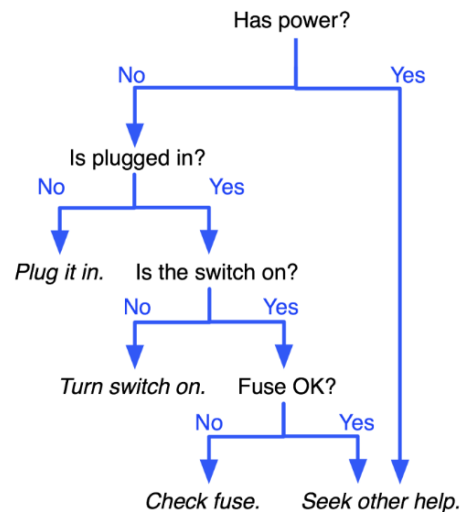 Has power?
No
Yes
Is plugged in?
No
Yes
Plug it in.
Is the switch on?
No
Yes
Turn switch on.
Fuse OK?
No
Yes
Check fuse.
Seek other help.